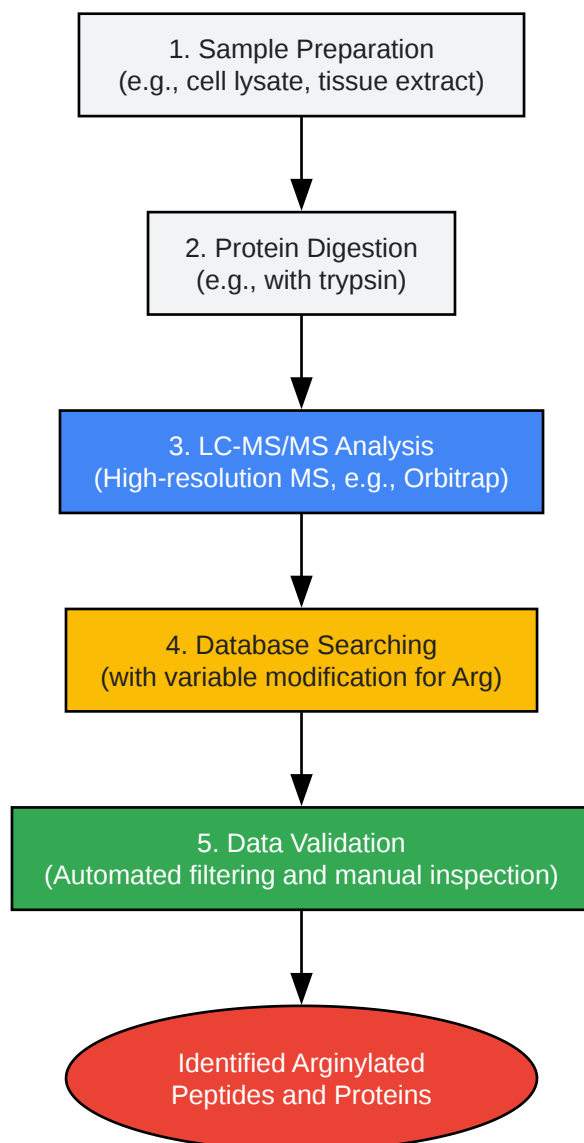 1. Sample Preparation
(e.g., cell lysate, tissue extract)
2. Protein Digestion
(e.g., with trypsin)
3. LC-MS/MS Analysis
(High-resolution MS, e.g., Orbitrap)
4. Database Searching
(with variable modification for Arg)
5. Data Validation
(Automated filtering and manual inspection)
Identified Arginylated
Peptides and Proteins